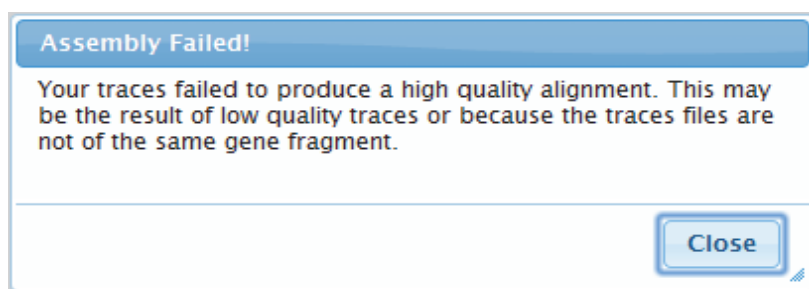 Assembly Failed!
Your traces failed to produce a high quality alignment. This may
be the result of low quality traces or because the traces files are
not of the same gene fragment.
Close